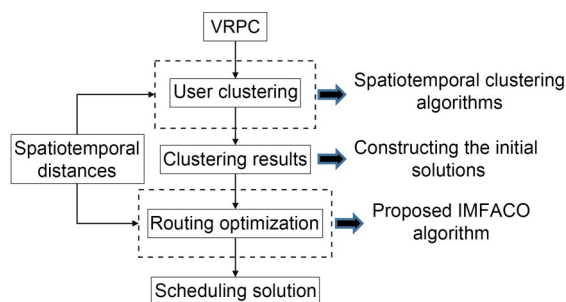 VRPC
User clustering
Spatiotemporal clustering
algorithms
Spatiotemporal
distances
Clustering results
Constructing the initial
solutions
Routing optimization
Proposed IMFACO
algorithm
Scheduling solution